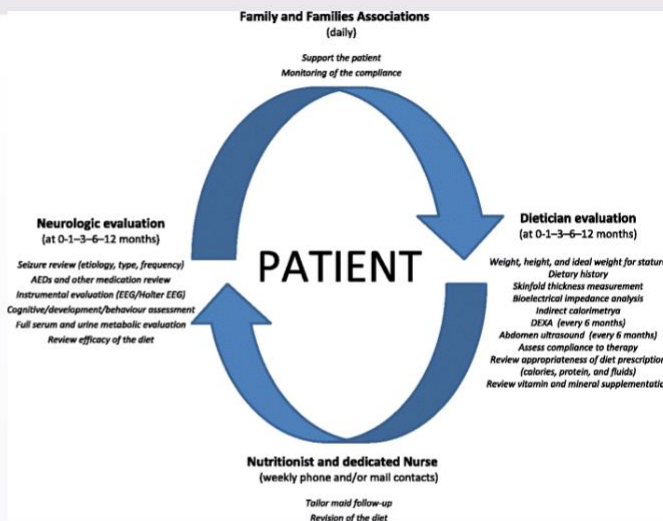 Family and Families Associations
(daily)
Support the patient
Monitoring of the compliance
Neurologic evaluation
(at 0-1–3–6–12 months)
Seizure review (etiology, type, frequency)
AEDs and other medication review
Instrumental evaluation (EEG/Holter EEG)
Cognitive/development/behaviour assessment
Full serum and urine metabolic evaluation
Review efficacy of the diet
PATIENT
Dietician evaluation
(at 0-1–3–6–12 months)
Weight, height, and ideal weight for stature
Dietary history
Skinfold thickness measurement
Bioelectrical impedance analysis
Indirect calorimetrya
DEXA (every 6 months)
Abdomen ultrasound (every 6 months)
Assess compliance to therapy
Review appropriateness of diet prescription
(calories, protein, and fluids)
Review vitamin and mineral supplementatio
Nutritionist and dedicated Nurse
(weekly phone and/or mail contacts)
Tailor maid follow-up
Revision of the diet